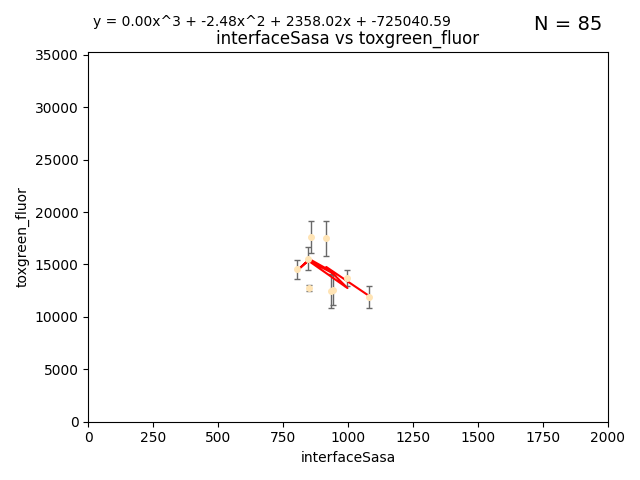 y = 0.00x^3 + -2.48x^2 + 2358.02x + -725040.59
N = 85
interfaceSasa vs toxgreen_fluor
35000
30000
25000
20000
15000
10000
5000
0
toxgreen_fluor
0 250 500 750 1000 1250 1500 1750 2000
interfaceSasa